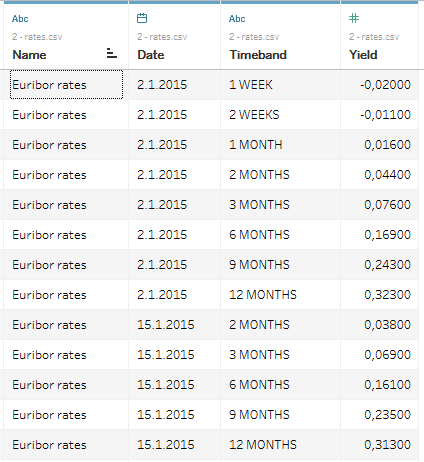 Abc Abc #
2 - rates.csv 2 - rates.csv 2 - rates.csv 2 - rates.csv
Name Date Timeband Yield
Euribor rates 2.1.2015 1 WEEK -0,02000
Euribor rates 2.1.2015 2 WEEKS -0,01100
Euribor rates 2.1.2015 1 MONTH 0,01600
Euribor rates 2.1.2015 2 MONTHS 0,04400
Euribor rates 2.1.2015 3 MONTHS 0,07600
Euribor rates 2.1.2015 6 MONTHS 0,16900
Euribor rates 2.1.2015 9 MONTHS 0,24300
Euribor rates 2.1.2015 12 MONTHS 0,32300
Euribor rates 15.1.2015 2 MONTHS 0,03800
Euribor rates 15.1.2015 3 MONTHS 0,06900
Euribor rates 15.1.2015 6 MONTHS 0,16100
Euribor rates 15.1.2015 9 MONTHS 0,23500
Euribor rates 15.1.2015 12 MONTHS 0,31300